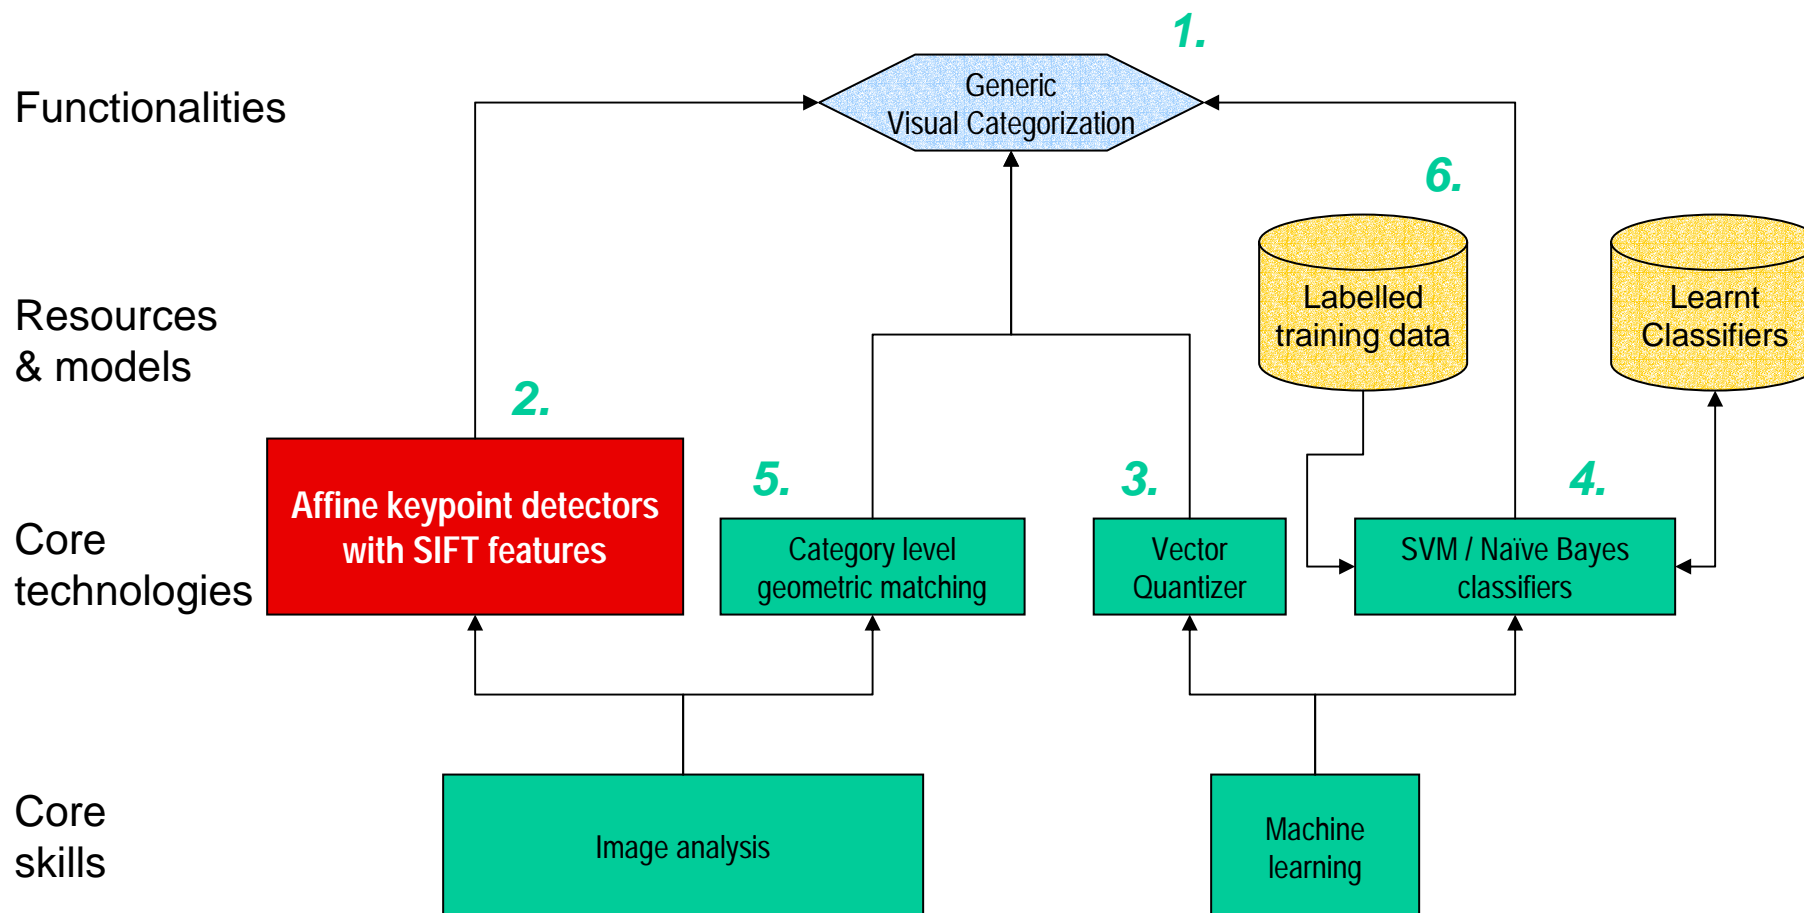 1.
Functionalities
Generic
Visual Categorization
6.
Resources
& models
Labelled
training data
Learnt
Classifiers
2.
Affine keypoint detectors
with SIFT features
5.
3.
4.
Core
technologies
Category level
geometric matching
Vector
Quantizer
SVM / Naïve Bayes
classifiers
Core
skills
Image analysis
Machine
learning